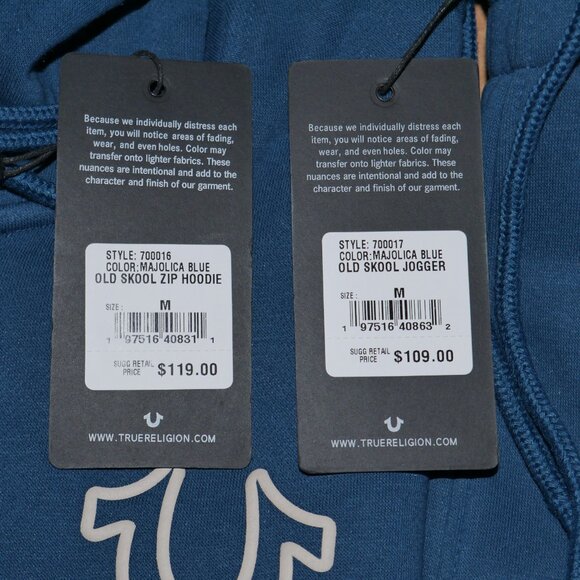 Because we individually distress each
item, you will notice areas of fading,
wear, and even holes. Color may
transfer onto lighter fabrics. These
nuances are intentional and add to the
character and finish of our garment.
STYLE: 700016
COLOR:MAJOLICA BLUE
OLD SKOOL ZIP HOODIE
SIZE: M
1 97516 40831 1
SUGG RETAIL
PRICE $119.00
WWW.TRUERELIGION.COM
Because we individually distress each
item, you will notice areas of fading,
wear, and even holes. Color may
transfer onto lighter fabrics. These
nuances are intentional and add to the
character and finish of our garment.
STYLE: 700017
COLOR:MAJOLICA BLUE
OLD SKOOL JOGGER
SIZE: M
1 97516 40863 2
SUGG RETAIL
PRICE $109.00
WWW.TRUERELIGION.COM